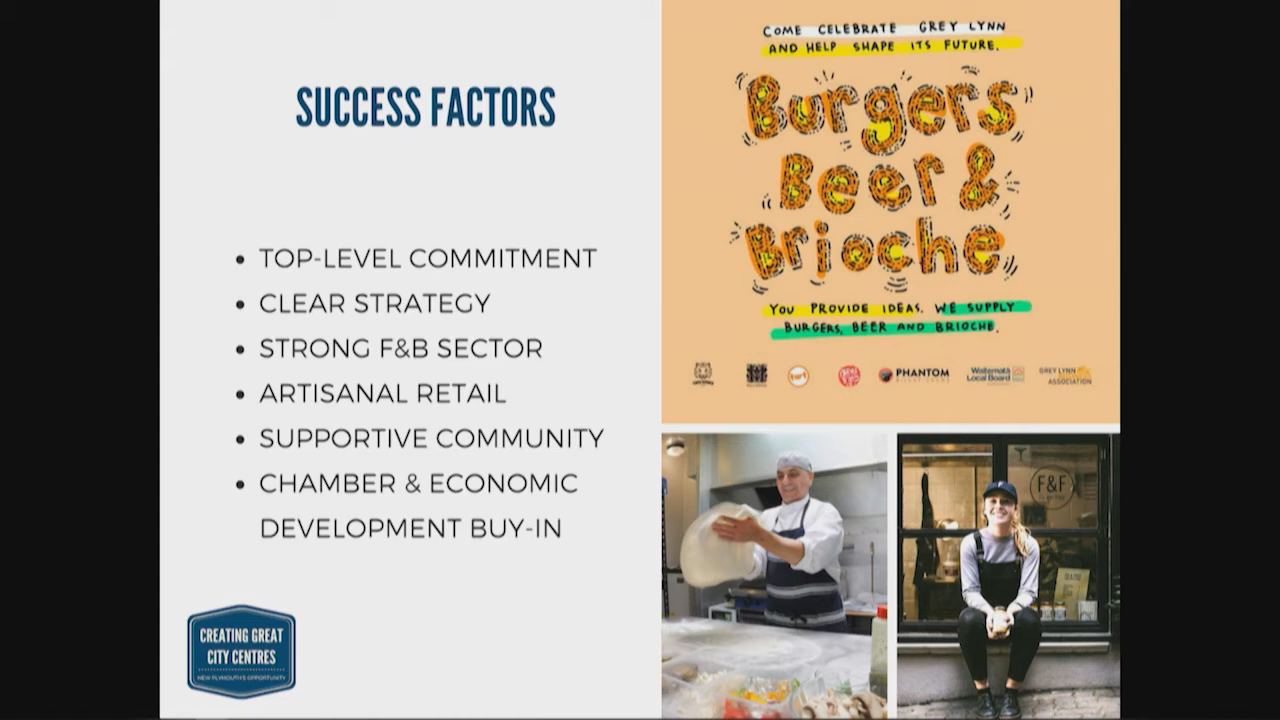 SUCCESS FACTORS
• TOP-LEVEL COMMITMENT
• CLEAR STRATEGY
• STRONG F&B SECTOR
• ARTISANAL RETAIL
• SUPPORTIVE COMMUNITY
• CHAMBER & ECONOMIC
DEVELOPMENT BUY-IN
CREATING GREAT
CITY CENTRES
NEW PLYMOUTH'S OPPORTUNITY
COME CELEBRATE GREY LYNN
AND HELP SHAPE ITS FUTURE.
Burgers
Beer &
Brioche
YOU PROVIDE IDEAS. WE SUPPLY
BURGERS, BEER AND BRIOCHE.
PHANTOM
Waitematā
Local Board
GREY LYNN
ASSOCIATION
F&F